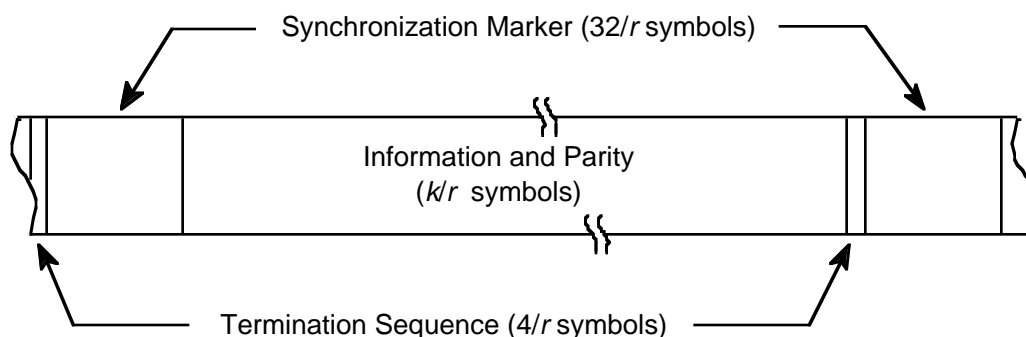 Synchronization Marker (32/r symbols)
Information and Parity
(k/r symbols)
Termination Sequence (4/r symbols)